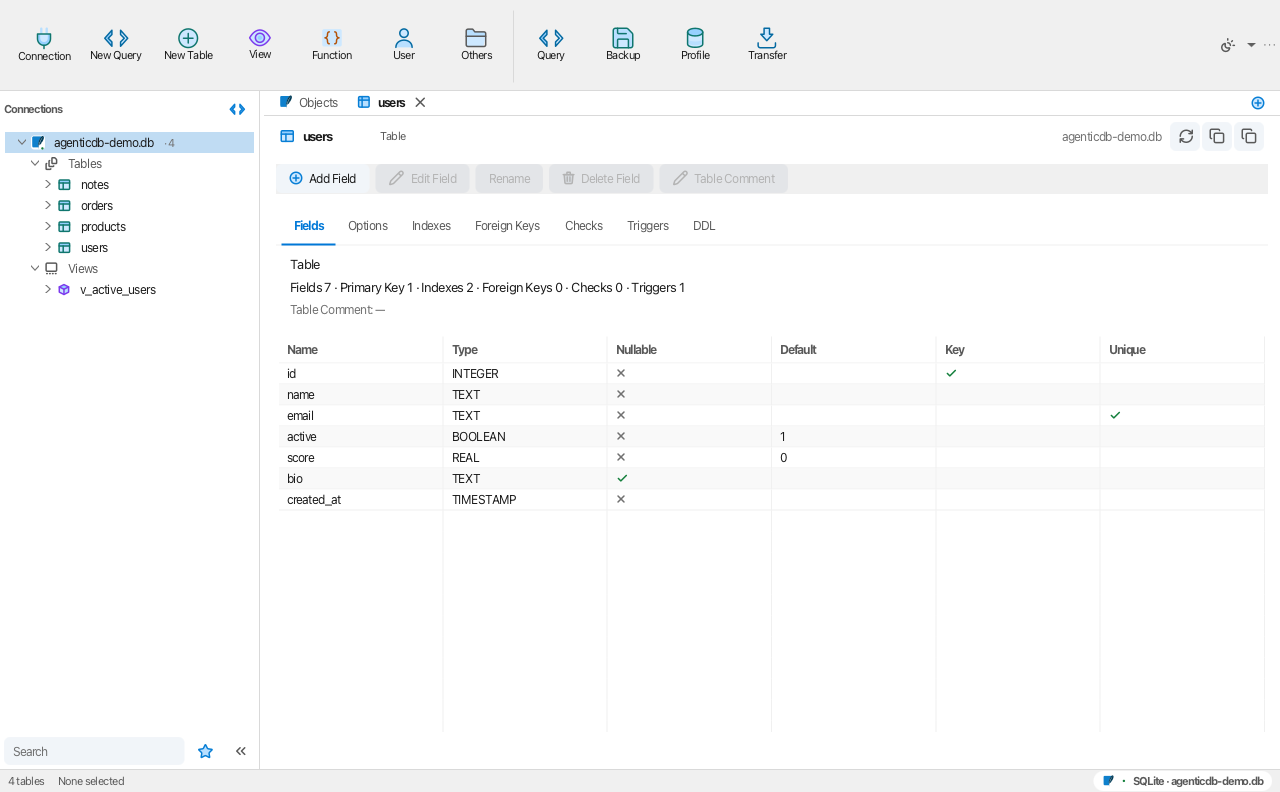 Connection
New Query
New Table
View
Function
User
Others
Query
Backup
Profile
Transfer
Connections
agenticdb-demo.db · 4
Tables
notes
orders
products
users
Views
v_active_users
Search
Objects
users
users
Table
agenticdb-demo.db
Add Field
Edit Field
Rename
Delete Field
Table Comment
Fields
Options
Indexes
Foreign Keys
Checks
Triggers
DDL
Table
Fields 7 · Primary Key 1 · Indexes 2 · Foreign Keys 0 · Checks 0 · Triggers 1
Table Comment: —
Name Type Nullable Default Key Unique
id INTEGER ✕ ✓
name TEXT ✕
email TEXT ✕ ✓
active BOOLEAN ✕ 1
score REAL ✕ 0
bio TEXT ✓
created_at TIMESTAMP ✕
4 tables
None selected
· SQLite · agenticdb-demo.db